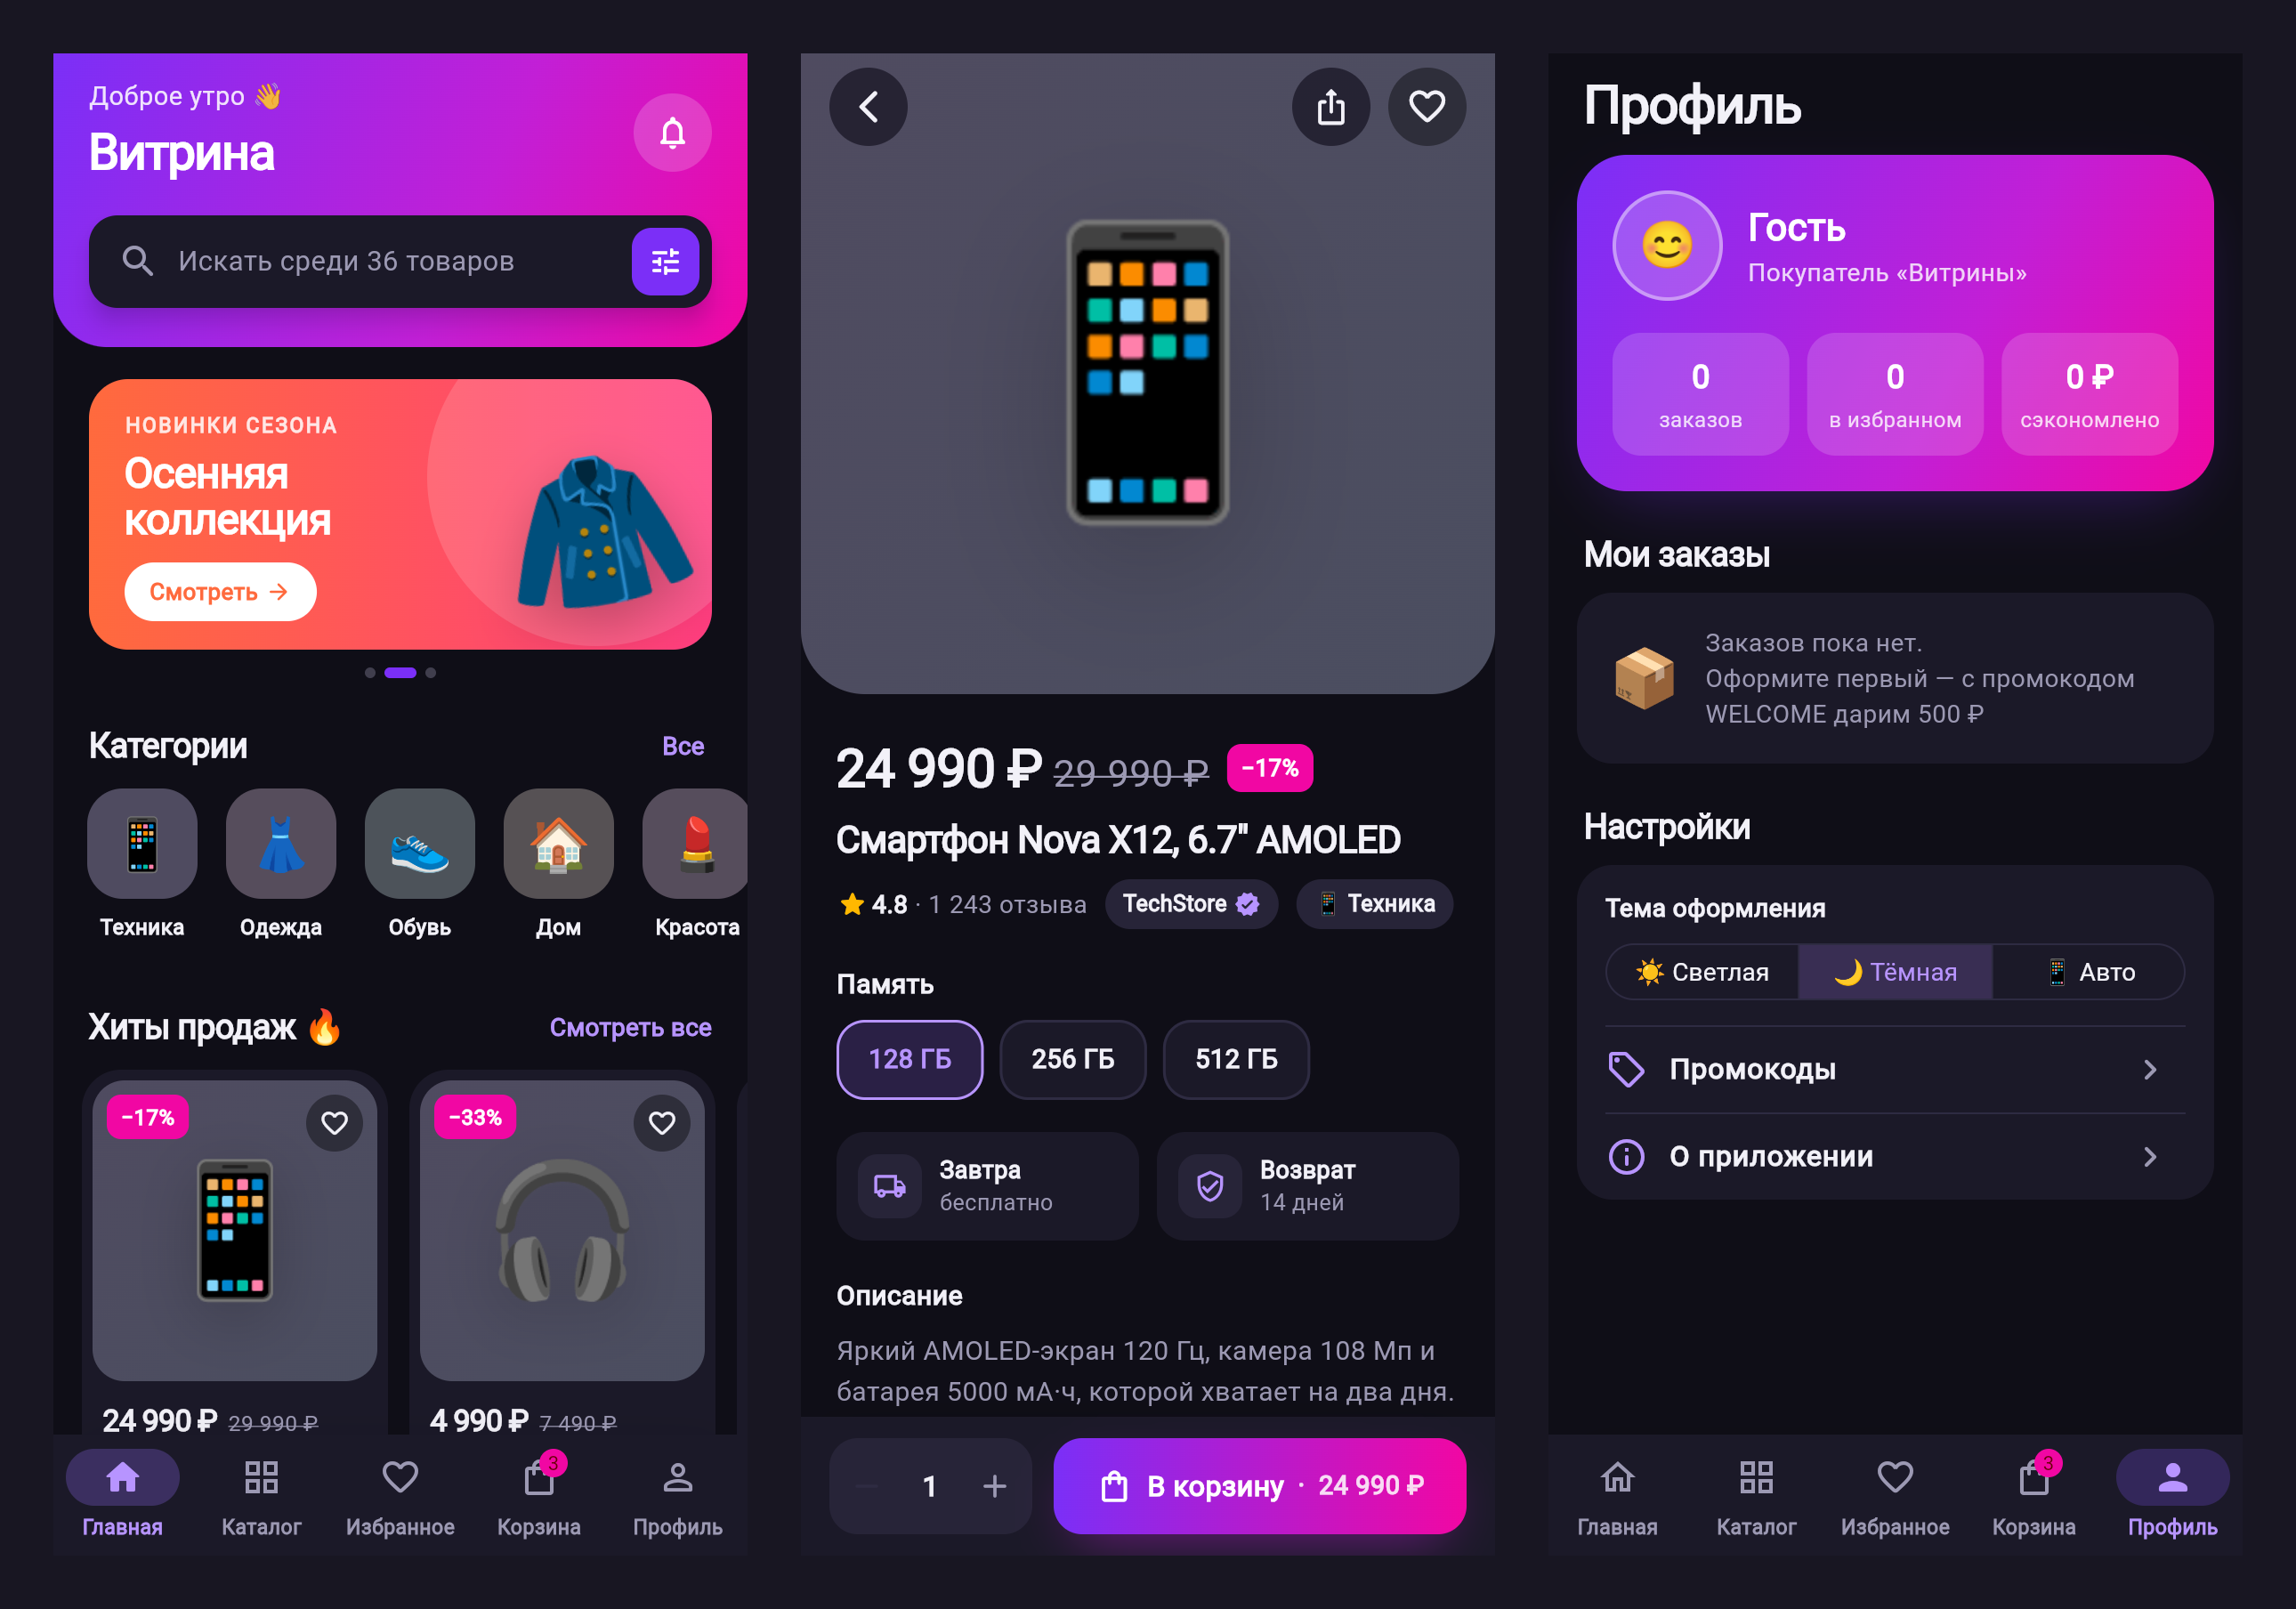 Доброе утро 👋
Витрина
Искать среди 36 товаров
НОВИНКИ СЕЗОНА
Осенняя
коллекция
Смотреть →
Категории
Все
Техника
Одежда
Обувь
Дом
Красота
Хиты продаж 🔥
Смотреть все
−17%
−33%
24 990 ₽ 29 990 ₽
4 990 ₽ 7 490 ₽
3
Главная
Каталог
Избранное
Корзина
Профиль
24 990 ₽ 29 990 ₽ −17%
Смартфон Nova X12, 6.7" AMOLED
4.8 · 1 243 отзыва
TechStore
Техника
Память
128 ГБ
256 ГБ
512 ГБ
Завтра
бесплатно
Возврат
14 дней
Описание
Яркий AMOLED-экран 120 Гц, камера 108 Мп и
батарея 5000 мА·ч, которой хватает на два дня.
− 1 +
В корзину · 24 990 ₽
Профиль
Гость
Покупатель «Витрины»
0
заказов
0
в избранном
0 ₽
сэкономлено
Мои заказы
Заказов пока нет.
Оформите первый — с промокодом
WELCOME дарим 500 ₽
Настройки
Тема оформления
☀️ Светлая
🌙 Тёмная
📱 Авто
Промокоды
О приложении
3
Главная
Каталог
Избранное
Корзина
Профиль